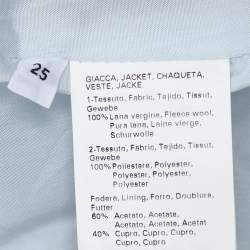 25
GIACCA, JACKET, CHAQUETA,
VESTE, JACKE
1-Tessuto, Fabric, Tejido, Tissut,
Gewebe
100% Lana vergine, Fleece wool,
Pura lana, Laine vierge,
Schurwolle
2-Tessuto, Fabric, Tejido, Tissut,
Gewebe
100% Poliestere, Polyester,
Polyester, Polyester,
Polyester
Fodera, Lining, Forro, Doublure,
Futter
60% Acetato, Acetate,
Acetato, Acetate, Acetat
40% Cupro, Cupro, Cupro,
Cupro, Cupro